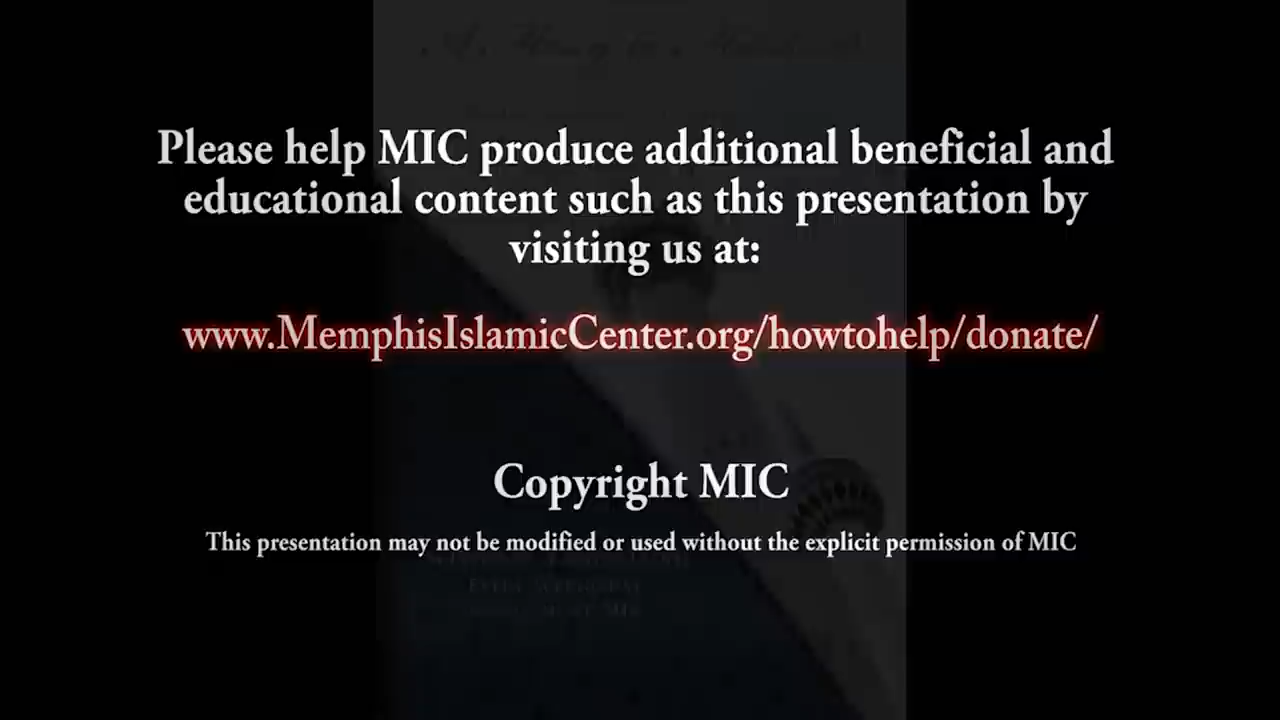 Please help MIC produce additional beneficial and
educational content such as this presentation by
visiting us at:
www.MemphisIslamicCenter.org/howtohelp/donate/
Copyright MIC
This presentation may not be modified or used without the explicit permission of MIC